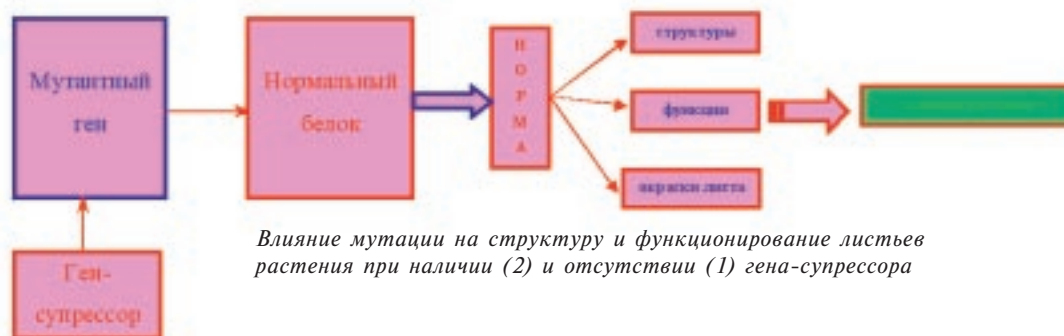 Мутантный
ген
Нормальный
белок
Н
О
Р
М
А
структуры
функции
окраски листа
Ген-
супрессор
Влияние мутации на структуру и функционирование листьев
растения при наличии (2) и отсутствии (1) гена-супрессора